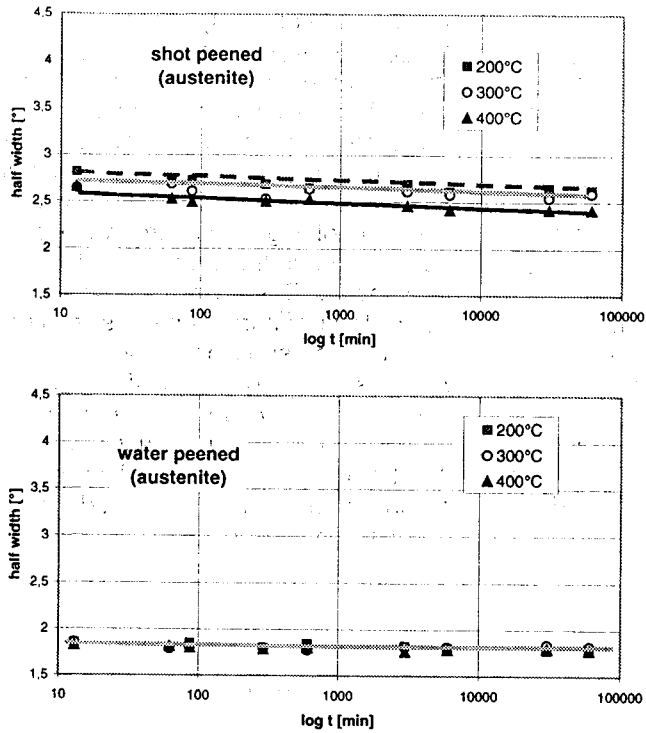 4.5
shot peened
(austenite)
200°C
300°C
400°C
4
3.5
3
2.5
2
1.5
half width [°]
10
100
1000
10000
100000
log t [min]
4.5
water peened
(austenite)
200°C
300°C
400°C
4
3.5
3
2.5
2
1.5
half width [°]
10
100
1000
10000
100000
log t [min]